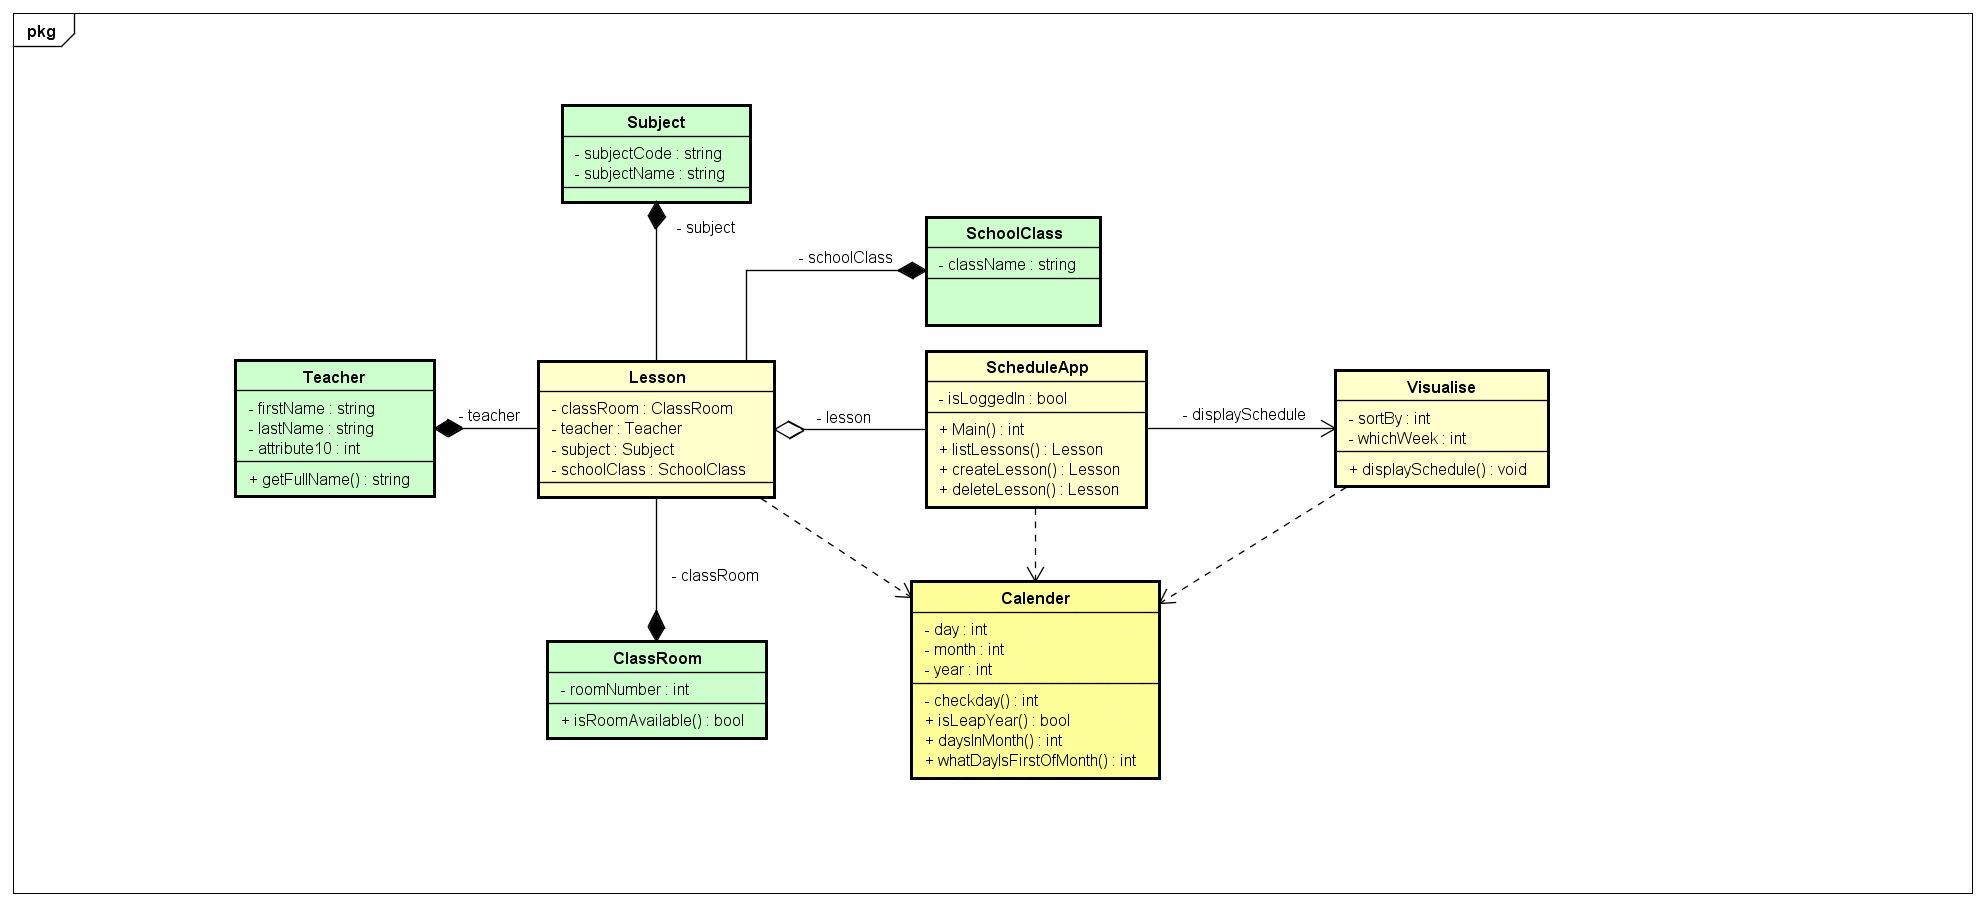 pkg
Subject
- subjectCode : string
- subjectName : string
- subject
SchoolClass
- className : string
- schoolClass
Teacher
- firstName : string
- lastName : string
- attribute10 : int
+ getFullName() : string
- teacher
Lesson
- classRoom : ClassRoom
- teacher : Teacher
- subject : Subject
- schoolClass : SchoolClass
- lesson
ScheduleApp
- isLoggedIn : bool
+ Main() : int
+ listLessons() : Lesson
+ createLesson() : Lesson
+ deleteLesson() : Lesson
- displaySchedule
Visualise
- sortBy : int
- whichWeek : int
+ displaySchedule() : void
- classRoom
ClassRoom
- roomNumber : int
+ isRoomAvailable() : bool
Calender
- day : int
- month : int
- year : int
- checkday() : int
+ isLeapYear() : bool
+ daysInMonth() : int
+ whatDayIsFirstOfMonth() : int